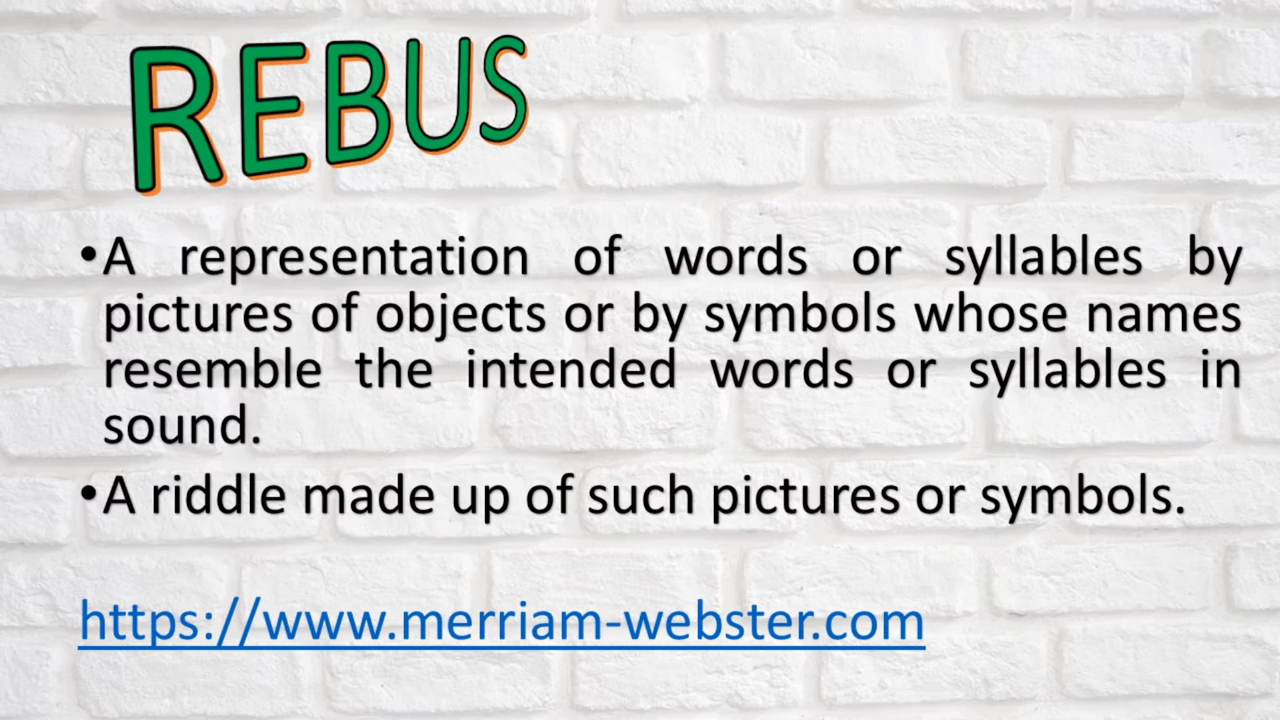 REBUS
•A representation of words or syllables by
pictures of objects or by symbols whose names
resemble the intended words or syllables in
sound.
•A riddle made up of such pictures or symbols.
https://www.merriam-webster.com